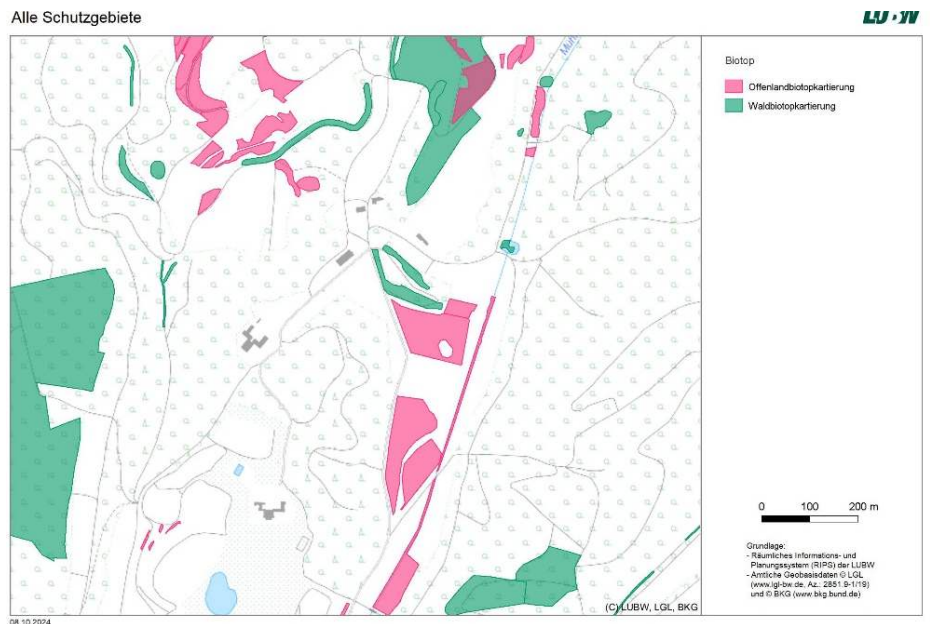 Alle Schutzgebiete
LUBW
Biotop
Offenlandbiotopkartierung
Waldbiotopkartierung
0 100 200 m
Grundlage:
- Räumliches Informations- und
Planungssystem (RIPS) der LUBW
- Amtliche Geobasisdaten © LGL
(www.lgl-bw.de, Az.: 2851.9-1/19)
und © BKG (www.bkg.bund.de)
(C) LUBW, LGL, BKG
08.10.2024